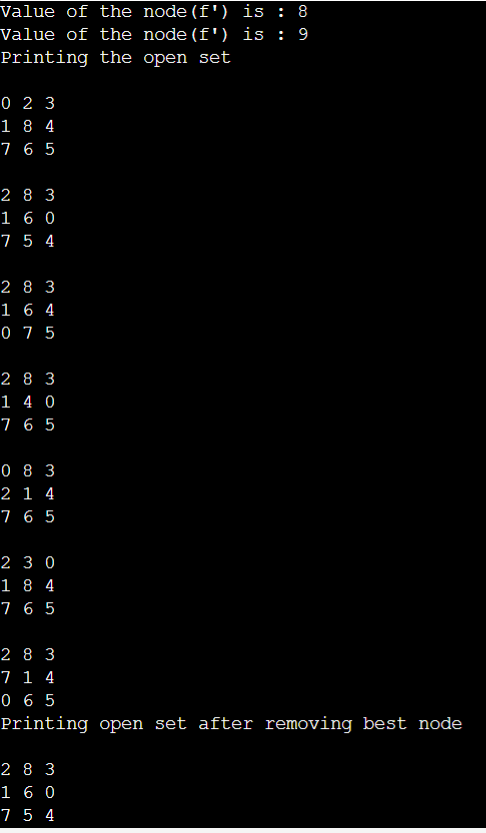 Value of the node(f') is : 8
Value of the node(f') is : 9
Printing the open set
0 2 3
1 8 4
7 6 5
2 8 3
1 6 0
7 5 4
2 8 3
1 6 4
0 7 5
2 8 3
1 4 0
7 6 5
0 8 3
2 1 4
7 6 5
2 3 0
1 8 4
7 6 5
2 8 3
7 1 4
0 6 5
Printing open set after removing best node
2 8 3
1 6 0
7 5 4